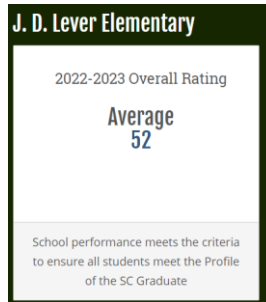 J. D. Lever Elementary
2022-2023 Overall Rating
Average
52
School performance meets the criteria
to ensure all students meet the Profile
of the SC Graduate